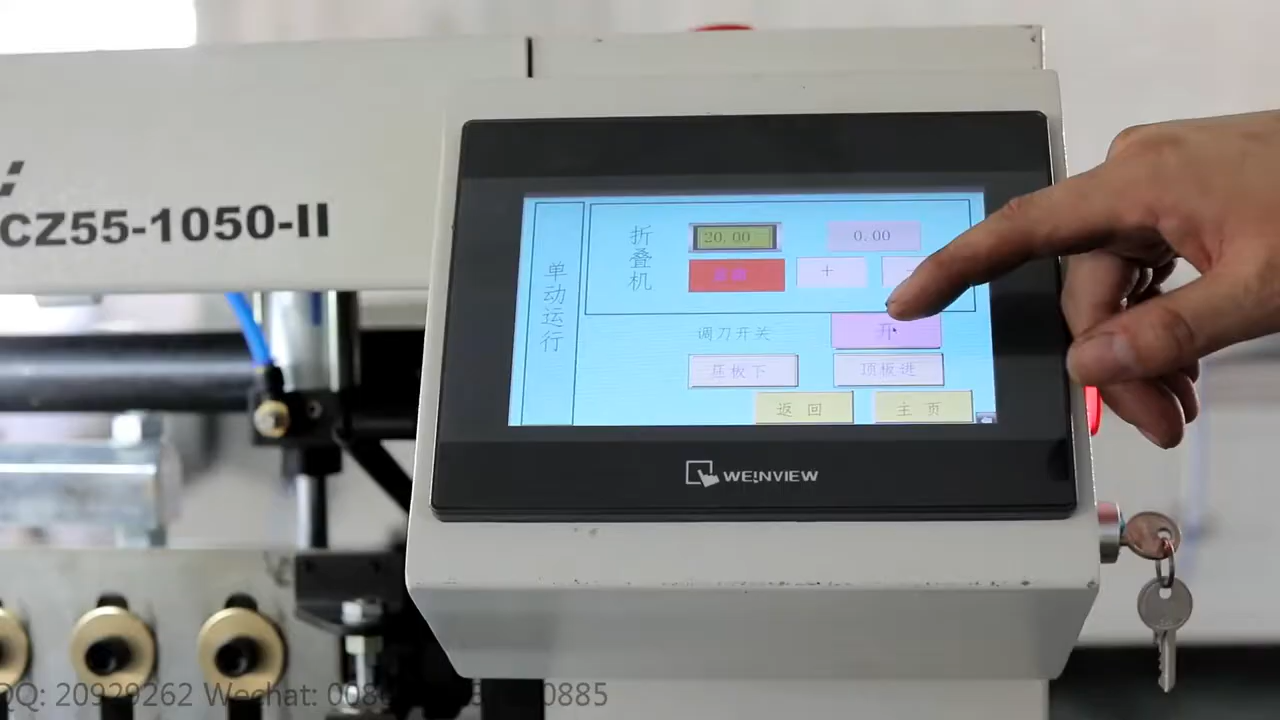 CZ55-1050-II
单动运行
折叠机
20.00
0.00
+
调刀开关
开
压板下
顶板进
返回
主页
WEINVIEW
QQ: 20929262 Wechat: 008
0885